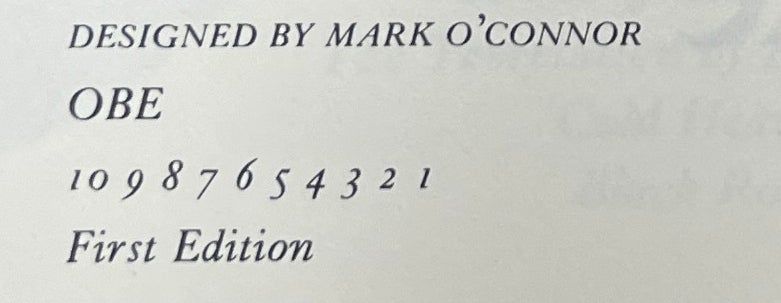 DESIGNED BY MARK O'CONNOR
OBE
10 9 8 7 6 5 4 3 2 1
First Edition